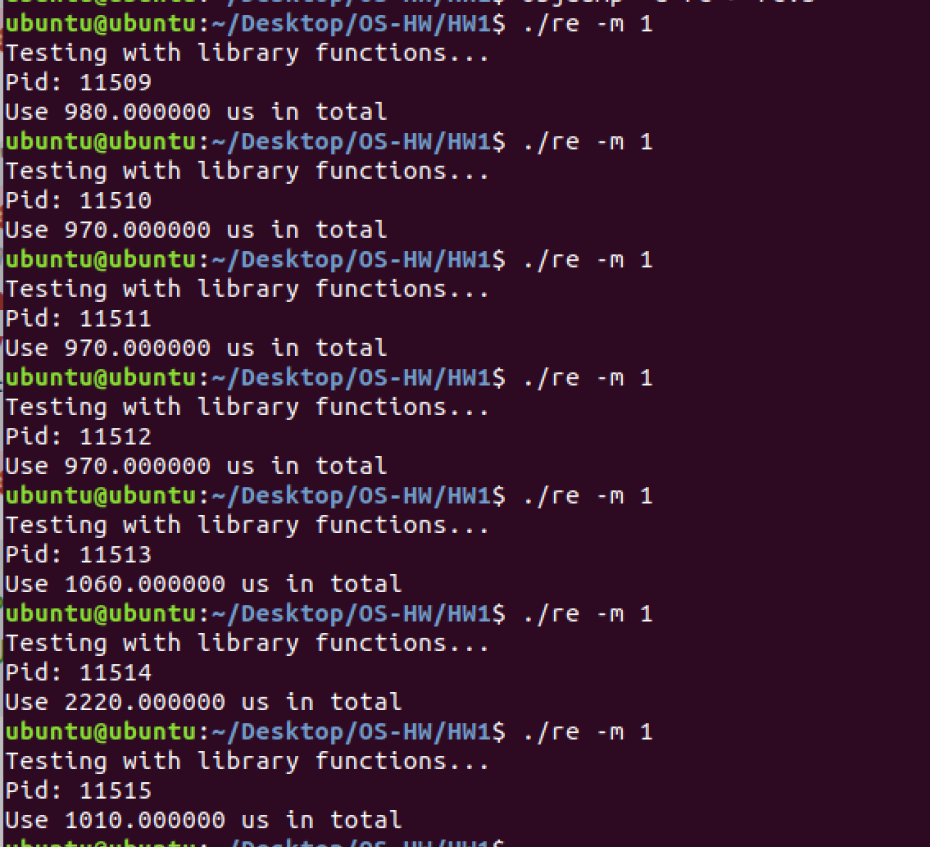 ubuntu@ubuntu:~/Desktop/OS-HW/HW1$ ./re -m 1
Testing with library functions...
Pid: 11509
Use 980.000000 us in total
ubuntu@ubuntu:~/Desktop/OS-HW/HW1$ ./re -m 1
Testing with library functions...
Pid: 11510
Use 970.000000 us in total
ubuntu@ubuntu:~/Desktop/OS-HW/HW1$ ./re -m 1
Testing with library functions...
Pid: 11511
Use 970.000000 us in total
ubuntu@ubuntu:~/Desktop/OS-HW/HW1$ ./re -m 1
Testing with library functions...
Pid: 11512
Use 970.000000 us in total
ubuntu@ubuntu:~/Desktop/OS-HW/HW1$ ./re -m 1
Testing with library functions...
Pid: 11513
Use 1060.000000 us in total
ubuntu@ubuntu:~/Desktop/OS-HW/HW1$ ./re -m 1
Testing with library functions...
Pid: 11514
Use 2220.000000 us in total
ubuntu@ubuntu:~/Desktop/OS-HW/HW1$ ./re -m 1
Testing with library functions...
Pid: 11515
Use 1010.000000 us in total